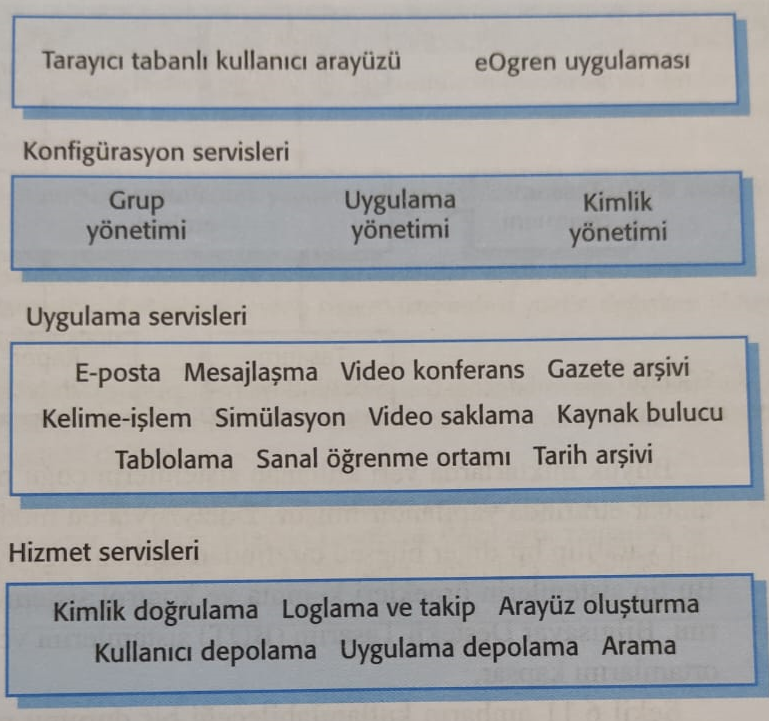 Tarayıcı tabanlı kullanıcı arayüzü eOgren uygulaması
Konfigürasyon servisleri
Grup yönetimi
Uygulama yönetimi
Kimlik yönetimi
Uygulama servisleri
E-posta Mesajlaşma Video konferans Gazete arşivi
Kelime-işlem Simülasyon Video saklama Kaynak bulucu
Tablolama Sanal öğrenme ortamı Tarih arşivi
Hizmet servisleri
Kimlik doğrulama Loglama ve takip Arayüz oluşturma
Kullanıcı depolama Uygulama depolama Arama